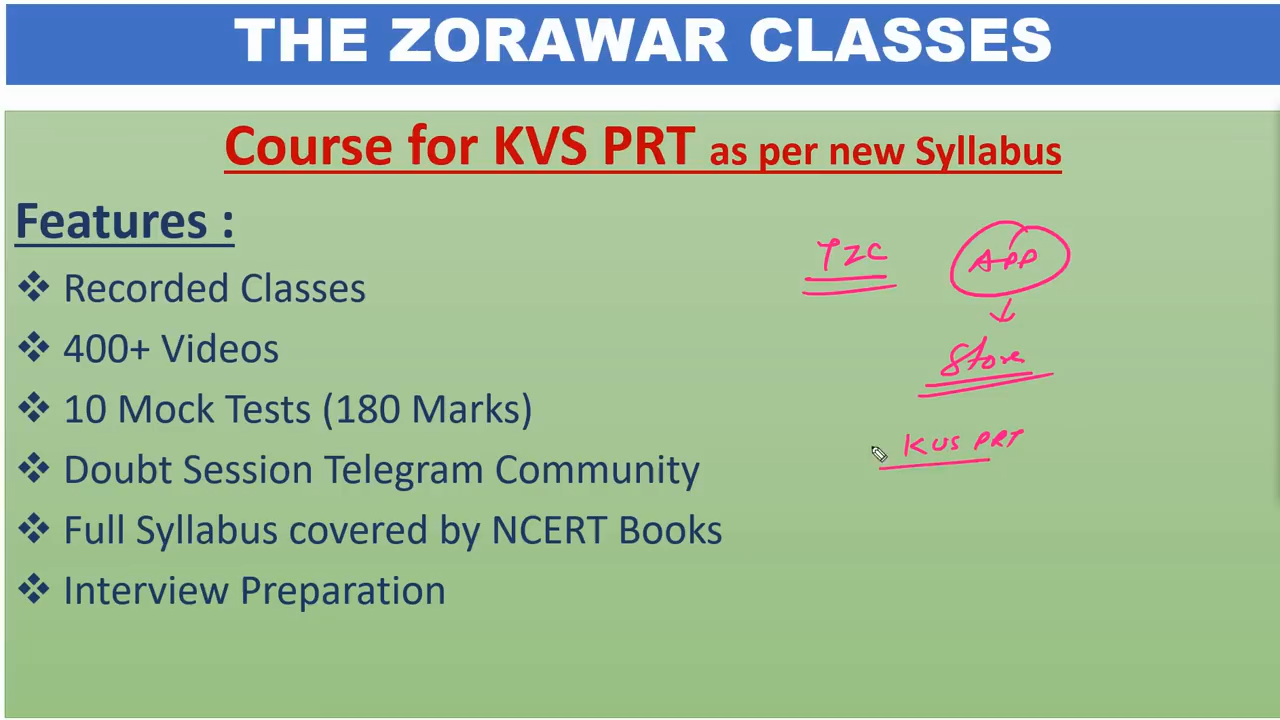 THE ZORAWAR CLASSES
Course for KVS PRT as per new Syllabus
Features :
Recorded Classes
400+ Videos
10 Mock Tests (180 Marks)
Doubt Session Telegram Community
Full Syllabus covered by NCERT Books
Interview Preparation
TZC APP
Store
KVS PRT